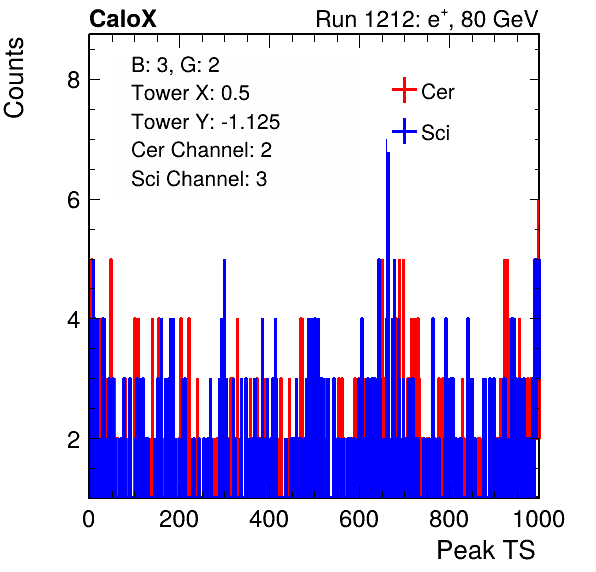 CaloX Run 1212: e+, 80 GeV
Counts
8
6
4
2
B: 3, G: 2
Tower X: 0.5
Tower Y: -1.125
Cer Channel: 2
Sci Channel: 3
Cer
Sci
0 200 400 600 800 1000
Peak TS